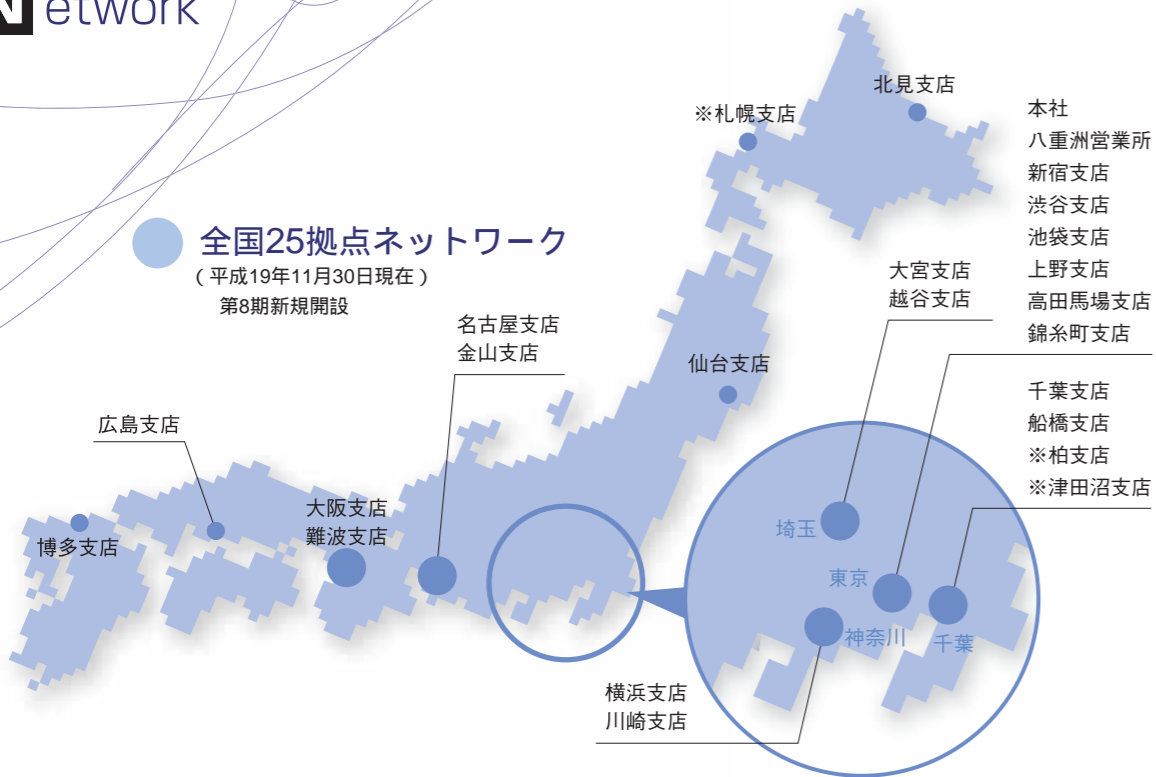 Network
全国25拠点ネットワーク
（平成19年11月30日現在）
第8期新規開設
北見支店
※札幌支店
本社
八重洲営業所
新宿支店
渋谷支店
池袋支店
上野支店
高田馬場支店
錦糸町支店
大宮支店
越谷支店
名古屋支店
金山支店
仙台支店
千葉支店
船橋支店
※柏支店
※津田沼支店
広島支店
大阪支店
難波支店
博多支店
埼玉
東京
神奈川
千葉
横浜支店
川崎支店